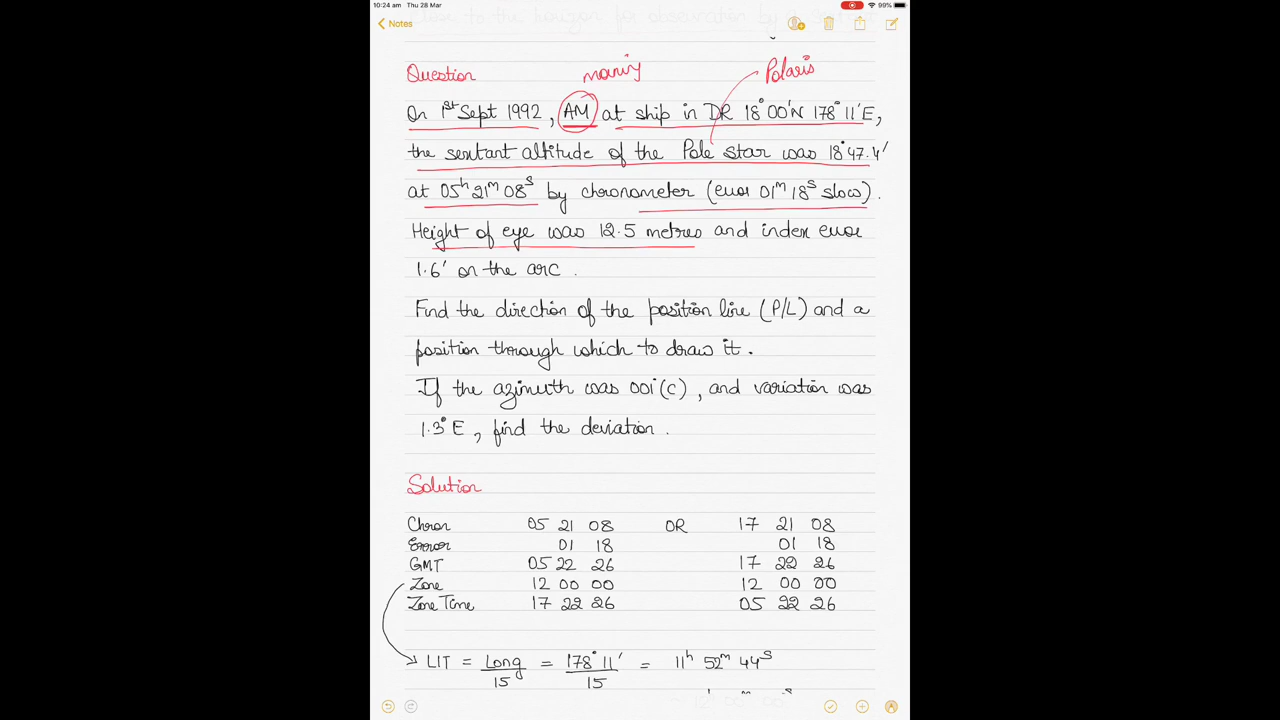 10:24 am Thu 28 Mar
99%
Notes
Question
morning
Polaris
On 1st Sept 1992, AM at ship in DR 18°00'N 178°11'E,
the sextant altitude of the Pole star was 18°47.4'
at 05h 21m 08s by chronometer (error 01m 18s slow).
Height of eye was 12.5 metres and index error
1.6' on the arc.
Find the direction of the position line (P/L) and a
position through which to draw it.
If the azimuth was 001(C), and variation was
1.3°E, find the deviation.
Solution
Chron 05 21 08 OR 17 21 08
Error 01 18 01 18
GMT 05 22 26 17 22 26
Zone 12 00 00 12 00 00
Zone Time 17 22 26 05 22 26
LIT = Long/15 = 178°11'/15 = 11h 52m 44s